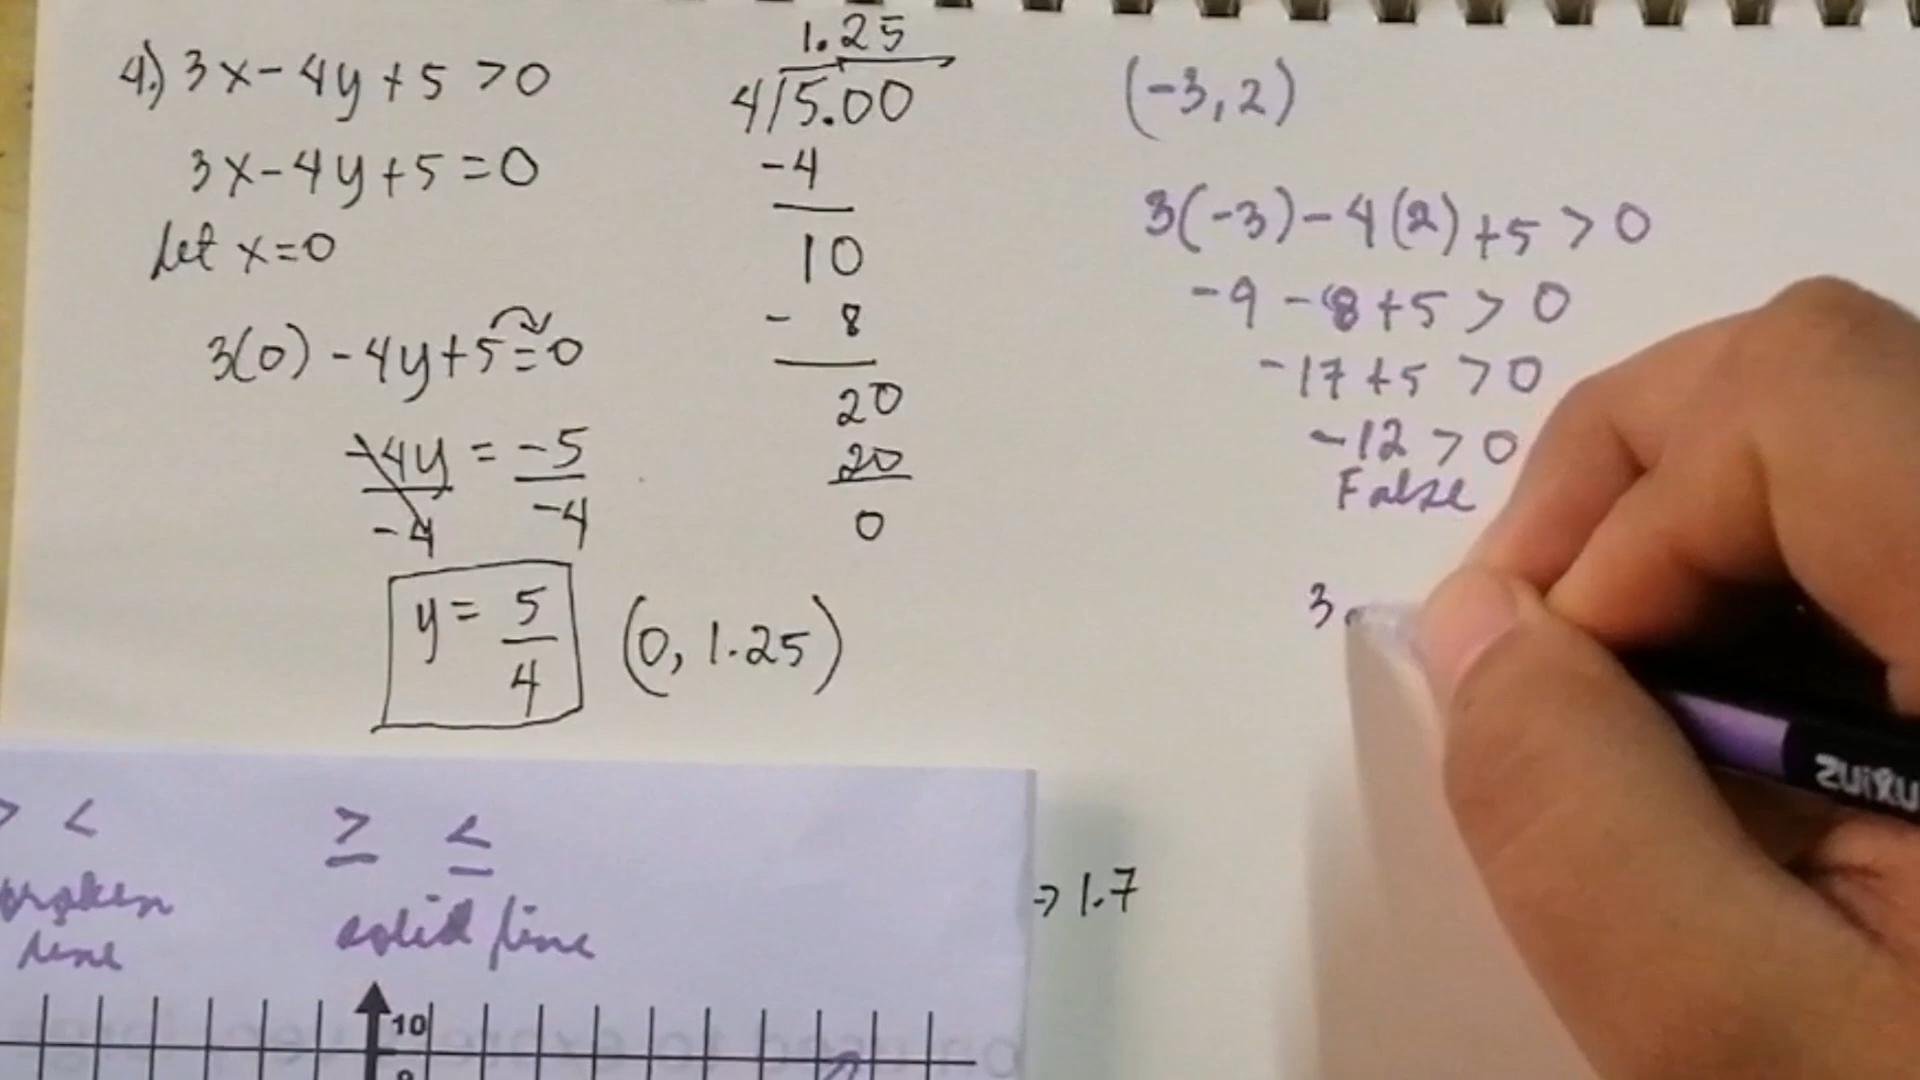 4.) 3x-4y+5 >0
3x-4y+5=0
Let x=0
3(0)-4y+5=0
-4y = -5
-4 -4
y= 5
4
(0, 1.25)
1.25
4/5.00
-4
10
- 8
20
20
0
(-3,2)
3(-3)-4(2)+5>0
-9-8+5>0
-17+5>0
-12>0
False
3
> <
broken
line
≥ ≤
solid line
→ 1.7
10